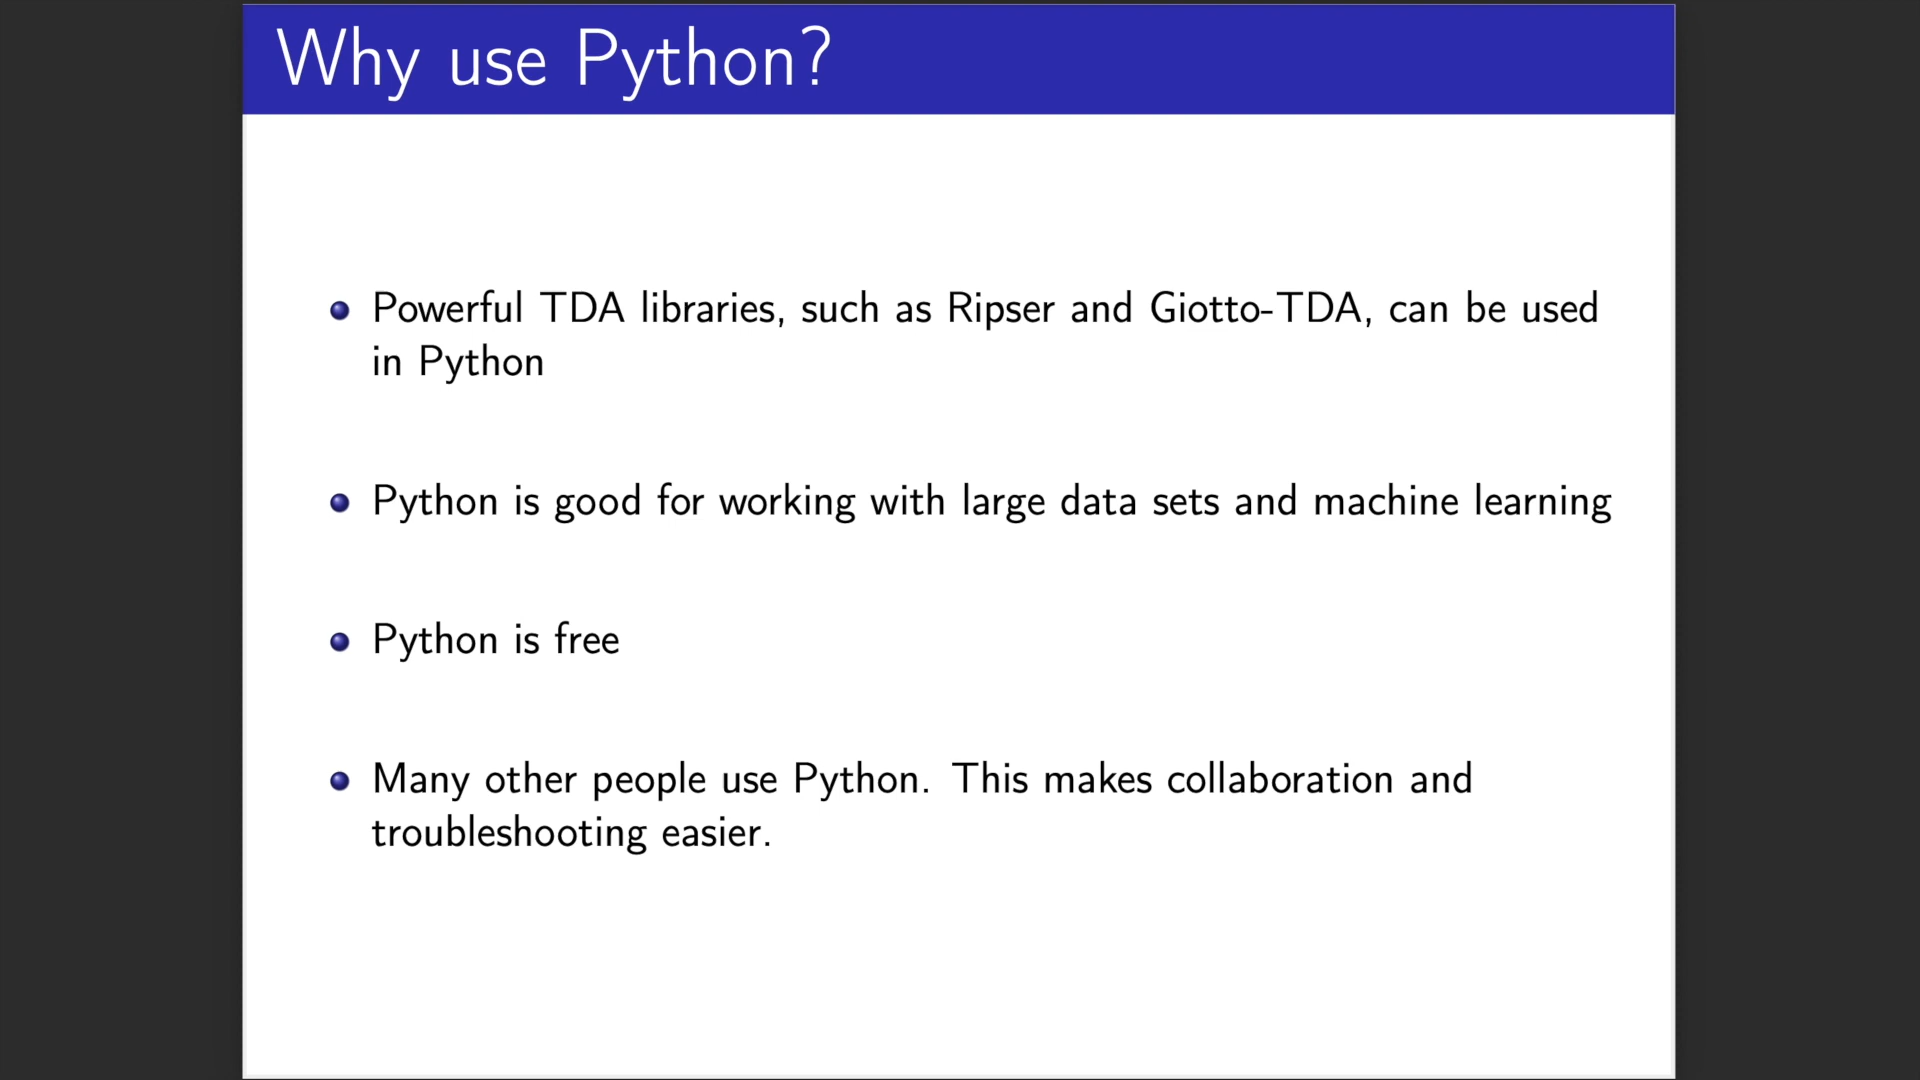 Why use Python?
Powerful TDA libraries, such as Ripser and Giotto-TDA, can be used
in Python
Python is good for working with large data sets and machine learning
Python is free
Many other people use Python. This makes collaboration and
troubleshooting easier.